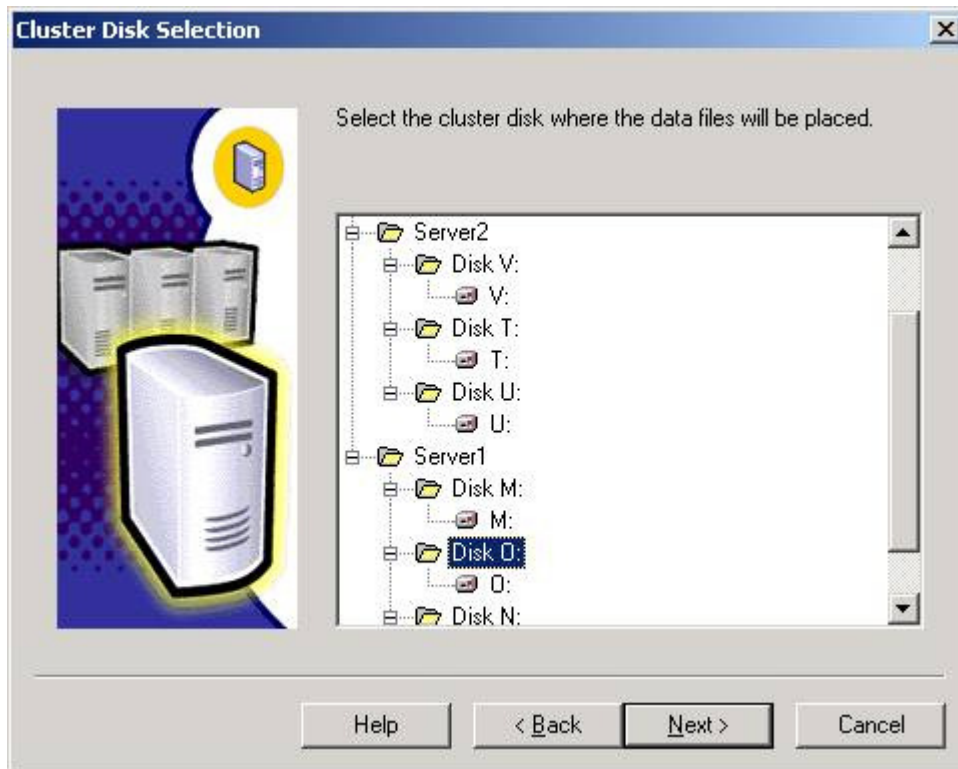 Cluster Disk Selection
Select the cluster disk where the data files will be placed.
Server2
Disk V:
V:
Disk T:
T:
Disk U:
U:
Server1
Disk M:
M:
Disk O:
O:
Disk N:
Help
< Back
Next >
Cancel